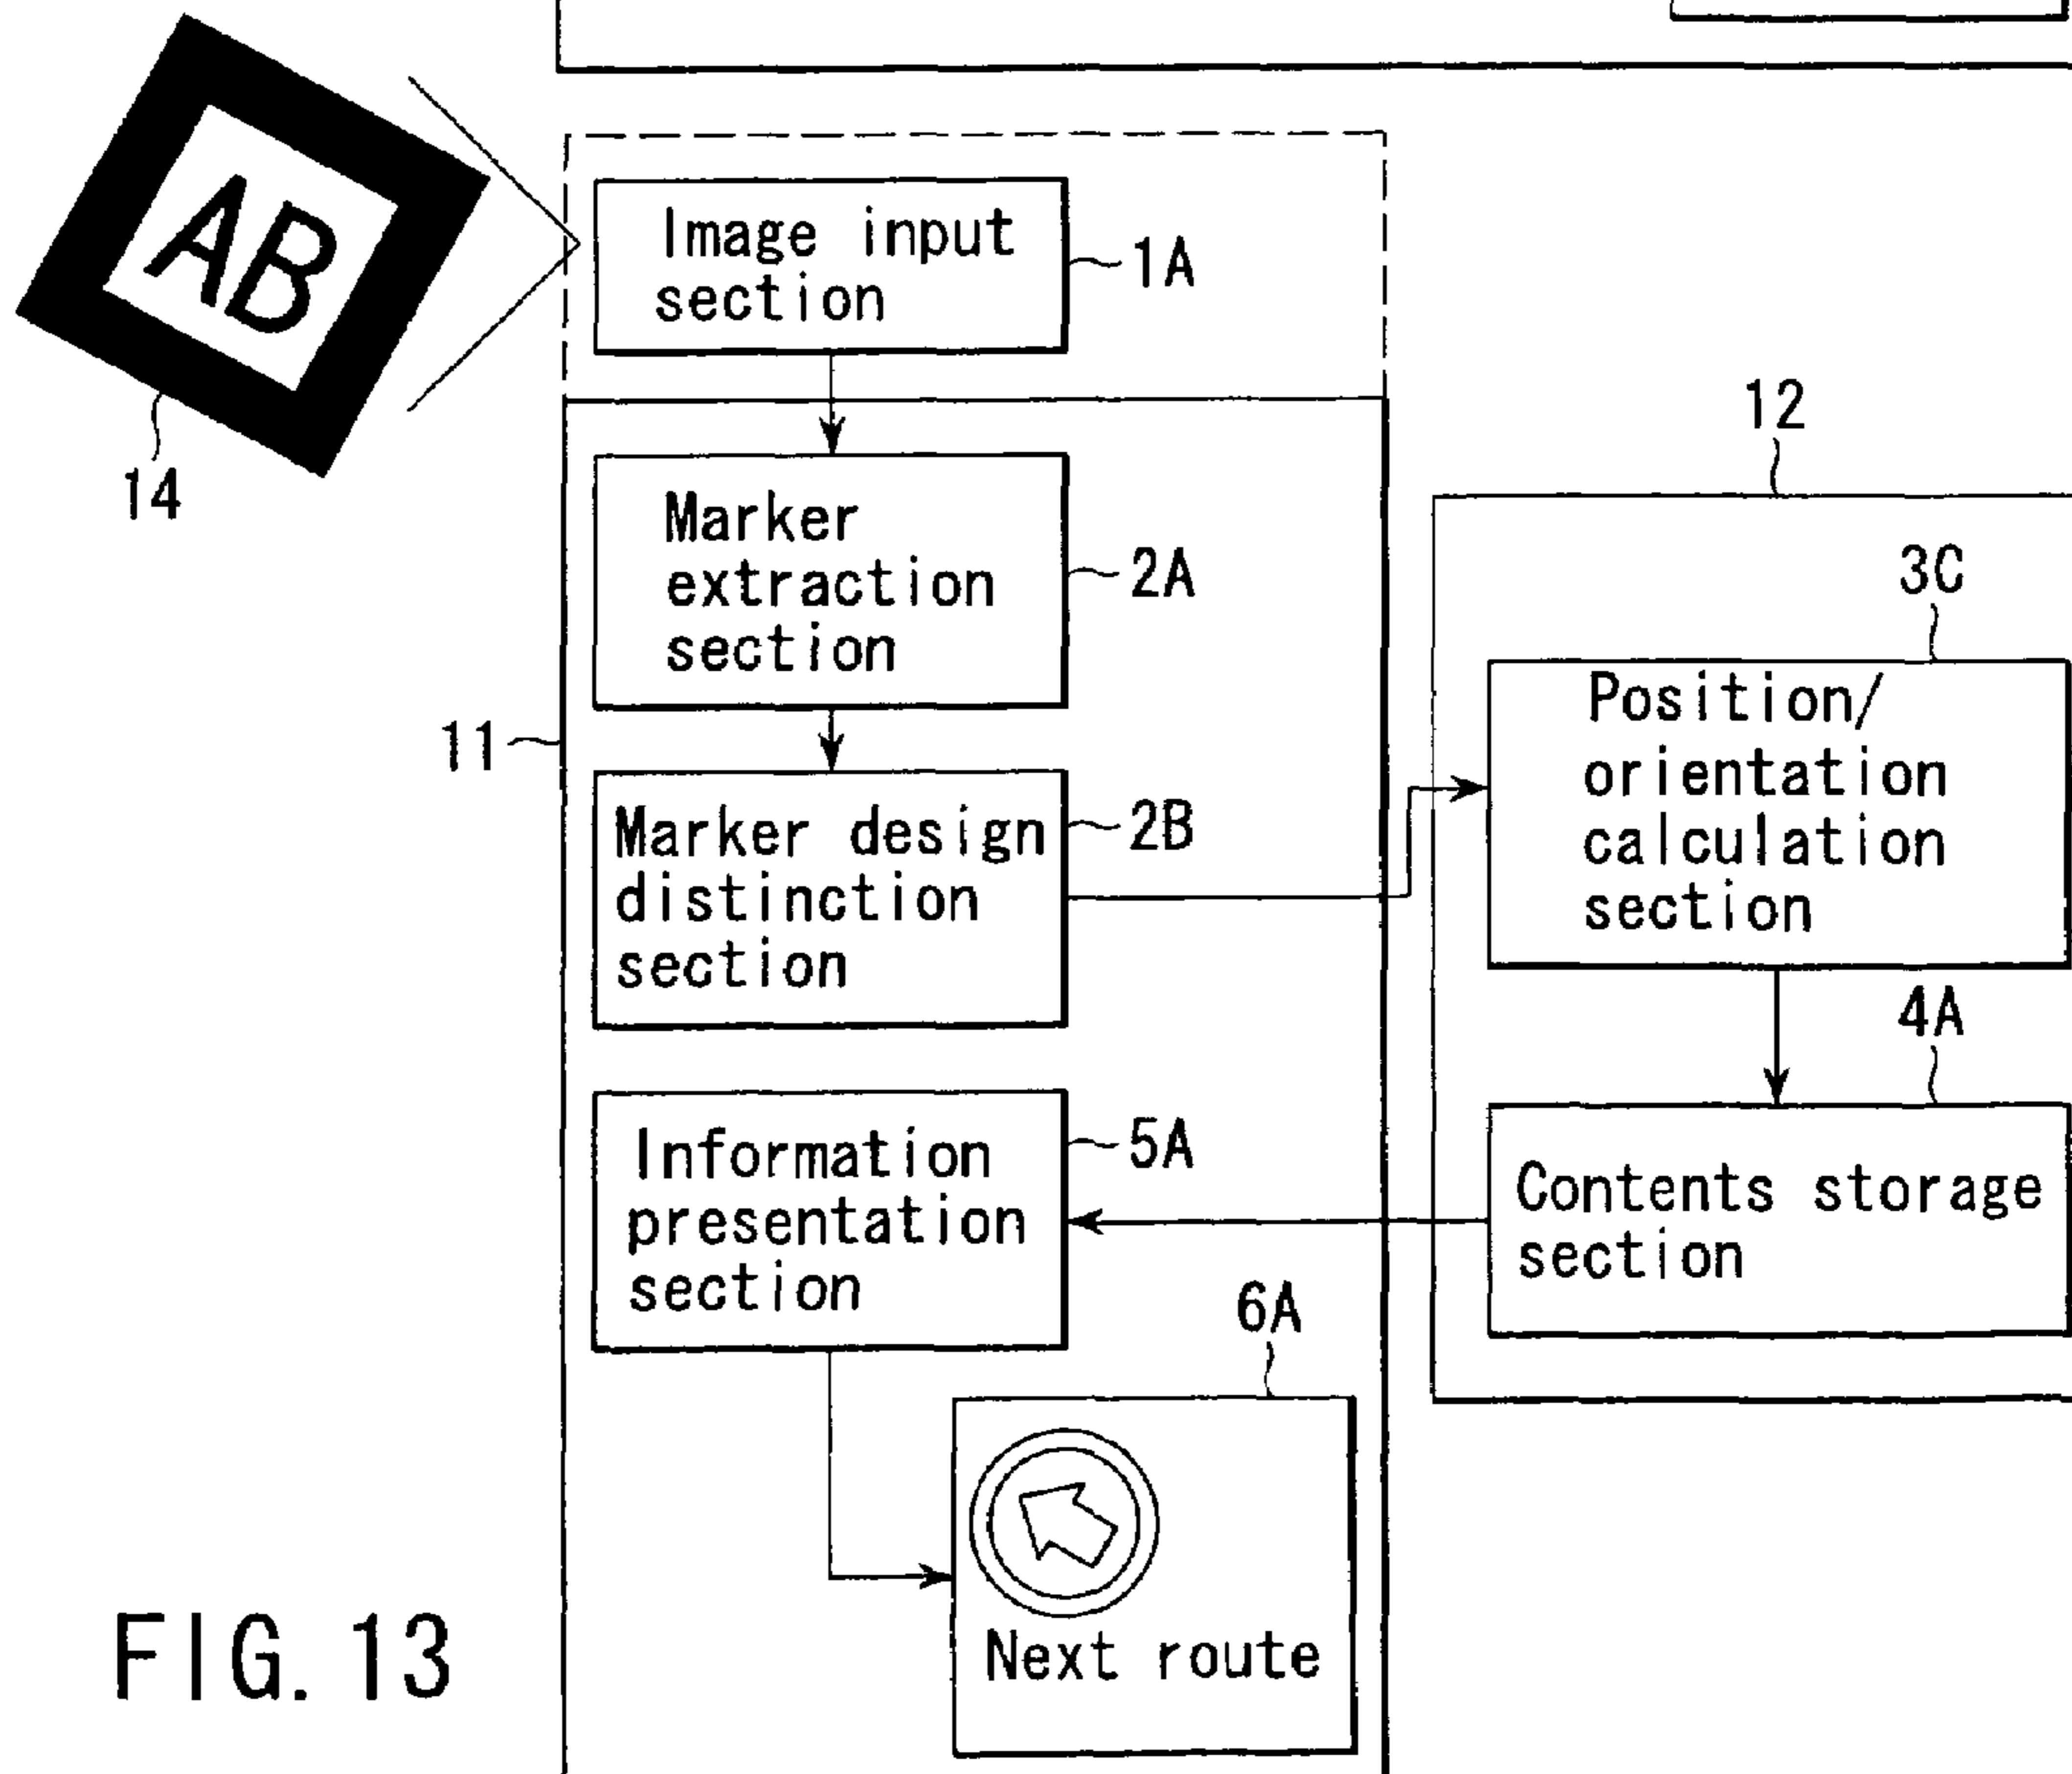 AB
14
Image input
section
1A
Marker
extraction
section
2A
11
Marker design
distinction
section
2B
12
3C
Position/
orientation
calculation
section
4A
Contents storage
section
Information
presentation
section
5A
6A
Next route
FIG. 13